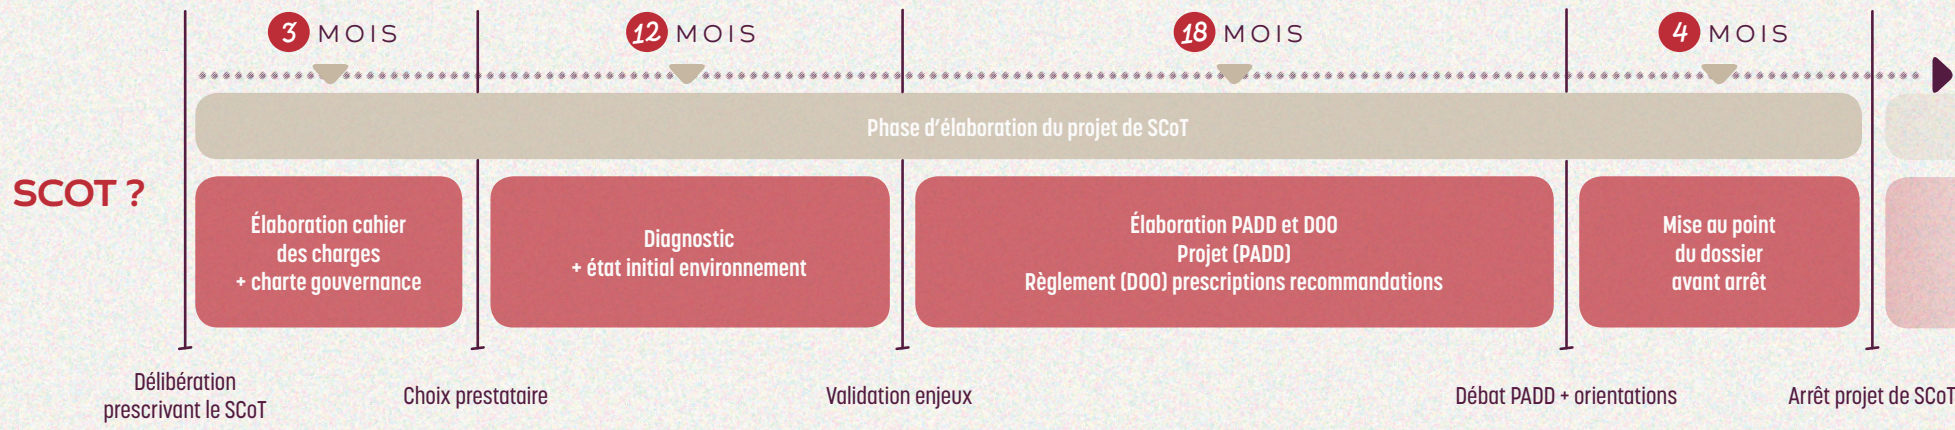 3 MOIS
12 MOIS
18 MOIS
4 MOIS
Phase d’élaboration du projet de SCoT
SCOT ?
Élaboration cahier
des charges
+ charte gouvernance
Diagnostic
+ état initial environnement
Élaboration PADD et DOO
Projet (PADD)
Règlement (DOO) prescriptions recommandations
Mise au point
du dossier
avant arrêt
Délibération
prescrivant le SCoT
Choix prestataire
Validation enjeux
Débat PADD + orientations
Arrêt projet de SCoT